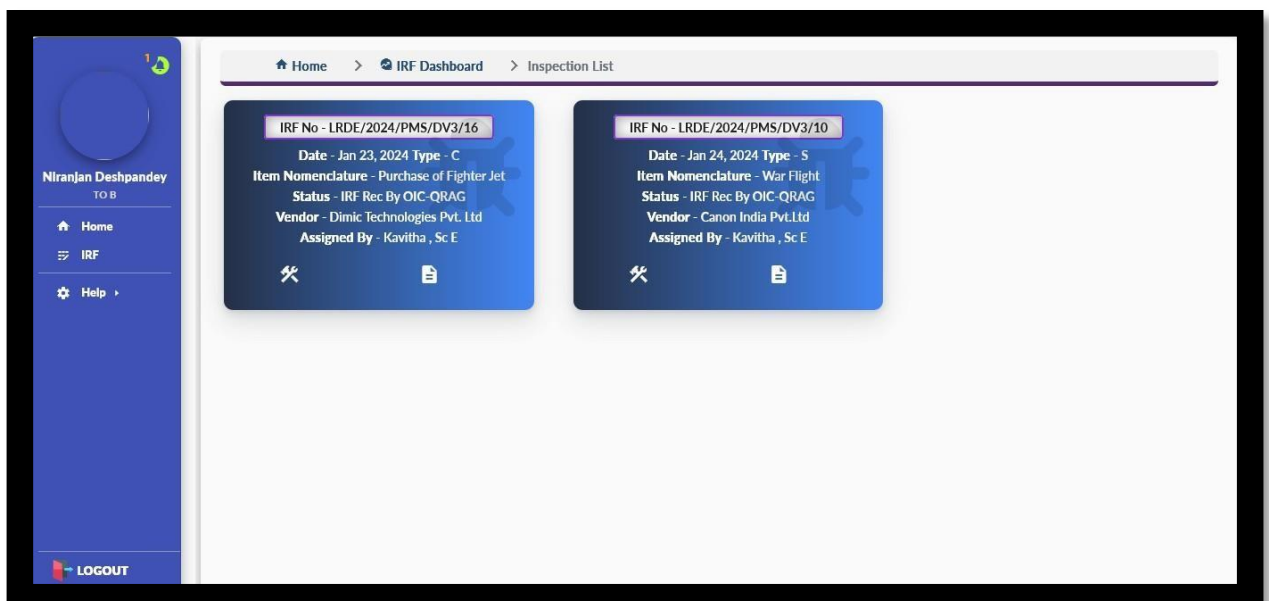 1
NIranjan Deshpandey
TO B
Home
IRF
Help
LOGOUT
Home > IRF Dashboard > Inspection List
IRF No - LRDE/2024/PMS/DV3/16
Date - Jan 23, 2024 Type - C
Item Nomenclature - Purchase of Fighter Jet
Status - IRF Rec By OIC-QRAG
Vendor - Dimic Technologies Pvt. Ltd
Assigned By - Kavitha , Sc E
IRF No - LRDE/2024/PMS/DV3/10
Date - Jan 24, 2024 Type - S
Item Nomenclature - War Flight
Status - IRF Rec By OIC-QRAG
Vendor - Canon India Pvt.Ltd
Assigned By - Kavitha , Sc E